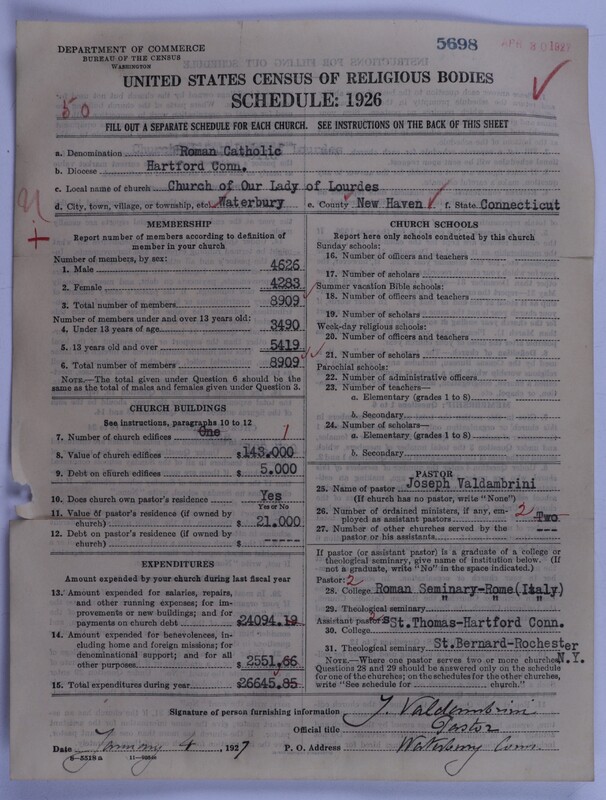 5698 APR 20 1927
DEPARTMENT OF COMMERCE
BUREAU OF THE CENSUS
WASHINGTON
UNITED STATES CENSUS OF RELIGIOUS BODIES
SCHEDULE: 1926
50
FILL OUT A SEPARATE SCHEDULE FOR EACH CHURCH. SEE INSTRUCTIONS ON THE BACK OF THIS SHEET
a. Denomination Roman Catholic
b. Diocese Hartford Conn.
c. Local name of church Church of Our Lady of Lourdes
d. City, town, village, or township, etc. Waterbury e. County New Haven f. State Connecticut
MEMBERSHIP
Report number of members according to definition of
member in your church
Number of members, by sex:
1. Male 4626
2. Female 4283
3. Total number of members 8909
Number of members under and over 13 years old:
4. Under 13 years of age 3490
5. 13 years old and over 5419
6. Total number of members 8909
NOTE.—The total given under Question 6 should be
the same as the total of males and females given under Question 3.
CHURCH BUILDINGS
See instructions, paragraphs 10 to 12
7. Number of church edifices One 1
8. Value of church edifices $143.000
9. Debt on church edifices $ 5.000
10. Does church own pastor's residence Yes
Yes or No
11. Value of pastor's residence (if owned by
church) $ 21.000
12. Debt on pastor's residence (if owned by
church) $ -----
EXPENDITURES
Amount expended by your church during last fiscal year
13. Amount expended for salaries, repairs,
and other running expenses; for im-
provements or new buildings; and for
payments on church debt $24094.19
14. Amount expended for benevolences, in-
cluding home and foreign missions; for
denominational support; and for all
other purposes $ 2551.66
15. Total expenditures during year $26645.85
CHURCH SCHOOLS
Report here only schools conducted by this church
Sunday schools:
16. Number of officers and teachers
17. Number of scholars
Summer vacation Bible schools:
18. Number of officers and teachers
19. Number of scholars
Week-day religious schools:
20. Number of officers and teachers
21. Number of scholars
Parochial schools:
22. Number of administrative officers
23. Number of teachers—
a. Elementary (grades 1 to 8)
b. Secondary
24. Number of scholars—
a. Elementary (grades 1 to 8)
b. Secondary
PASTOR
25. Name of pastor Joseph Valdambrini
(If church has no pastor, write "None")
26. Number of ordained ministers, if any, em-
ployed as assistant pastors 2 Two
27. Number of other churches served by the
pastor or his assistants ---
If pastor (or assistant pastor) is a graduate of a college or
theological seminary, give name of institution below. (If
not a graduate, write "No" in the space indicated.)
Pastor: 2
28. College Roman Seminary-Rome(Italy)
29. Theological seminary " " "
Assistant pastors 2
30. College St.Thomas-Hartford Conn.
31. Theological seminary St.Bernard-Rochester
N.Y.
NOTE.—Where one pastor serves two or more churches,
Questions 28 and 29 should be answered only on the schedule
for one of the churches; on the schedules for the other churches,
write "See schedule for church."
Signature of person furnishing information J. Valdambrini
Official title Pastor
Date January 4, 1927 P. O. Address Waterbury Conn.
8—5518 a